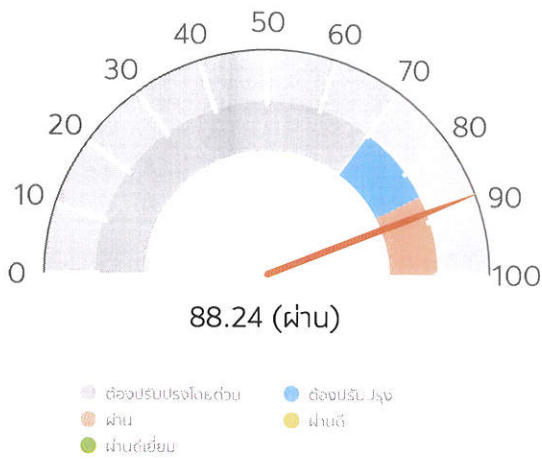 50
40
60
30
70
20
80
10
90
0
100
88.24 (ผ่าน)
ต้องปรับปรุงโดยด่วน
ต้องปรับปรุง
ผ่าน
ผ่านดี
ผ่านดีเยี่ยม